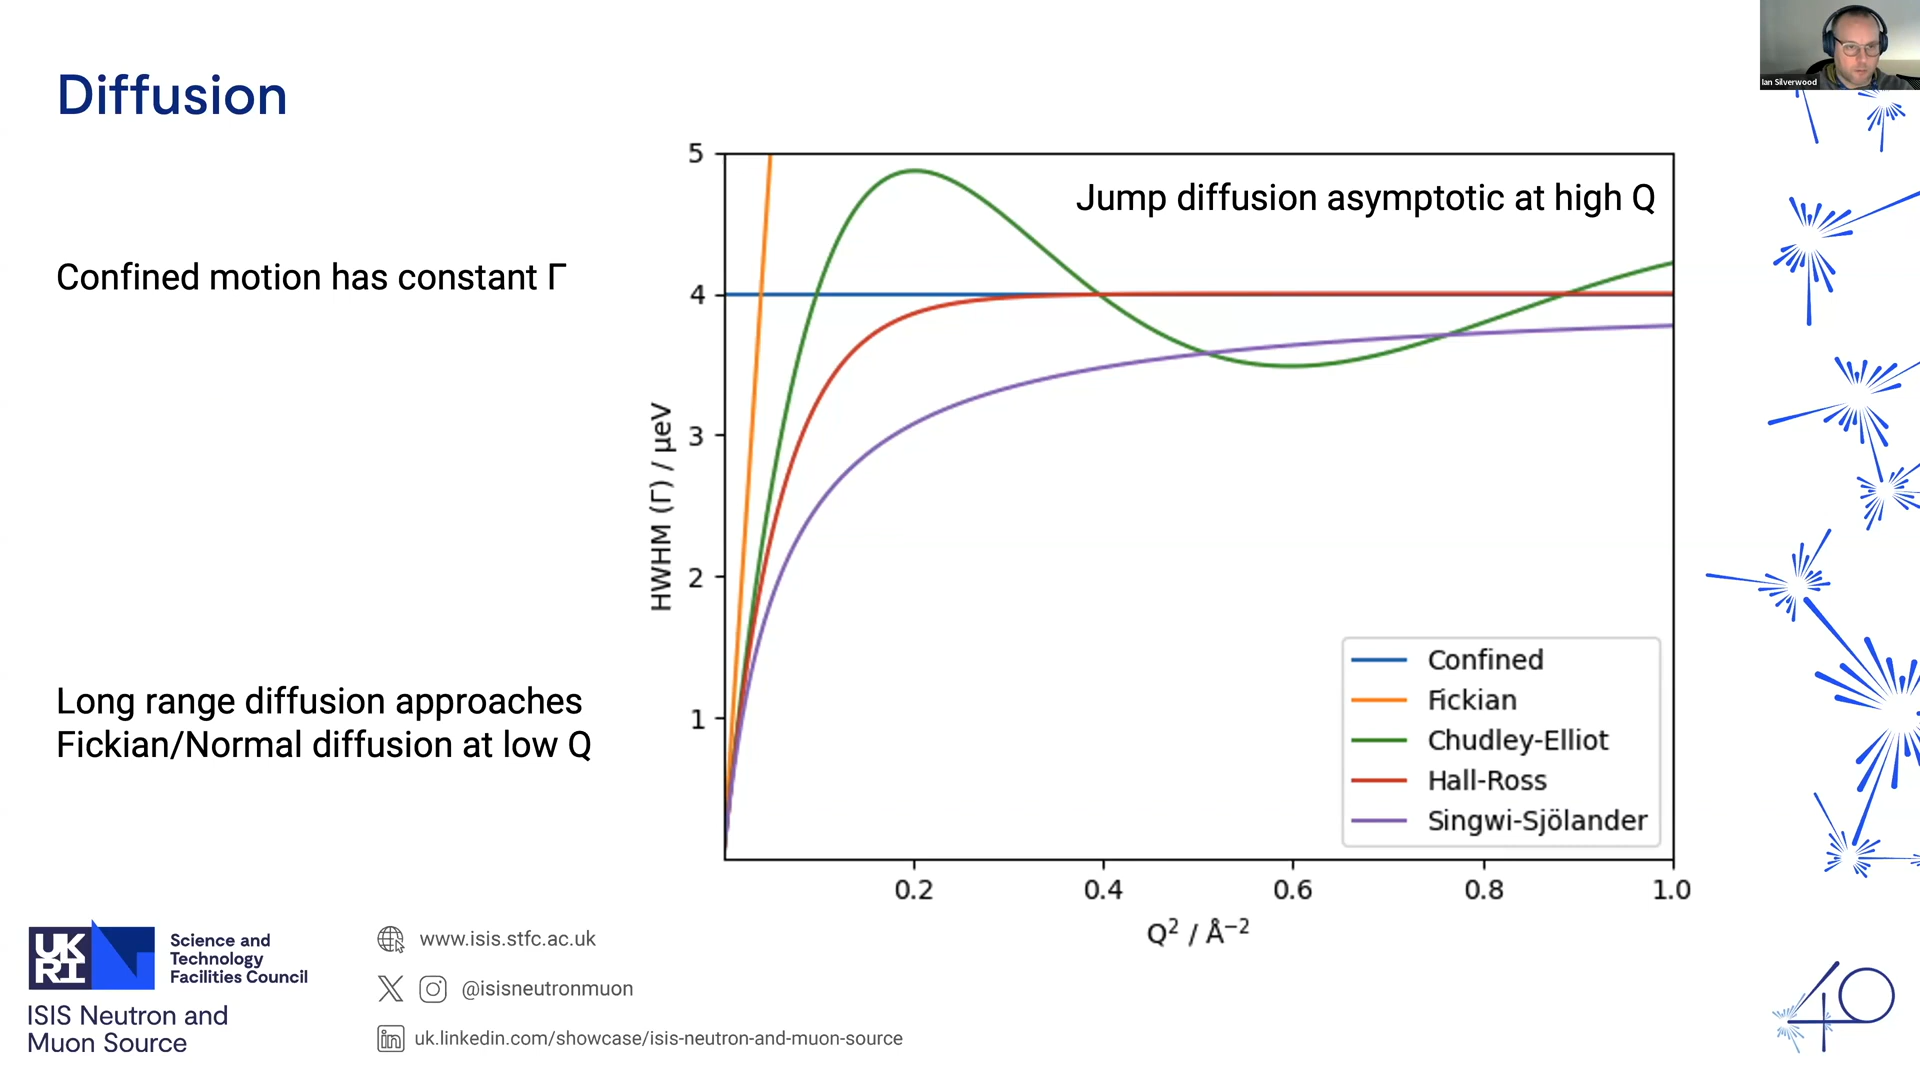 Ian Silverwood
Diffusion
Confined motion has constant Γ
Long range diffusion approaches
Fickian/Normal diffusion at low Q
Jump diffusion asymptotic at high Q
5
4
3
2
1
HWHM (Γ) / μeV
0.2
0.4
0.6
0.8
1.0
Q² / Å⁻²
Confined
Fickian
Chudley-Elliot
Hall-Ross
Singwi-Sjölander
UK
RI
Science and
Technology
Facilities Council
ISIS Neutron and
Muon Source
www.isis.stfc.ac.uk
@isisneutronmuon
uk.linkedin.com/showcase/isis-neutron-and-muon-source
40